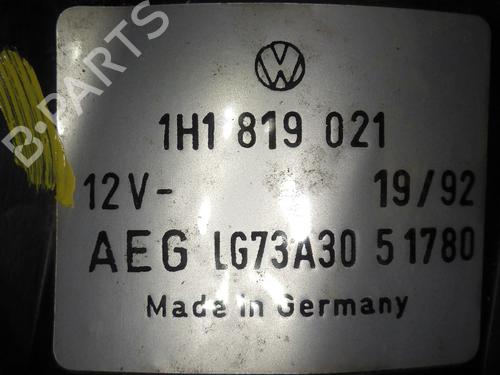 B-PARTS
1H1 819 021
12V- 19/92
AEG LG73A30 51780
Made in Germany